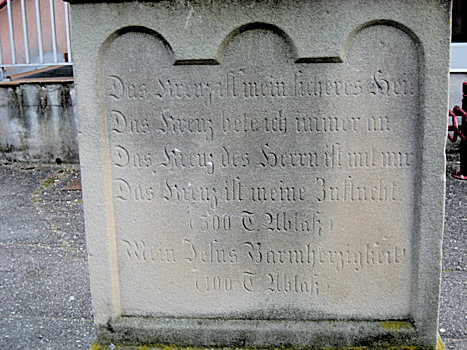 Das Kreuz ist mein sicheres Heil
Das Kreuz bete ich immer an
Das Kreuz des Herrn ist mit mir
Das Kreuz ist meine Zuflucht.
(300 T. Ablaß)
Mein Jesus Barmherzigkeit!
(100 T. Ablaß)